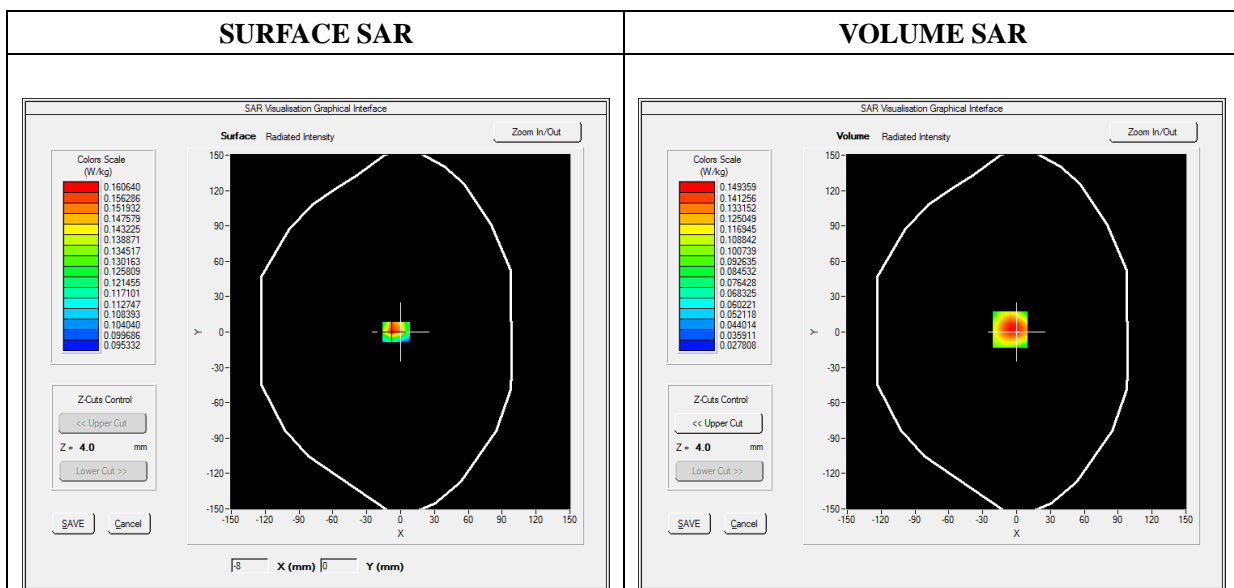 SURFACE SAR
VOLUME SAR
SAR Visualisation Graphical Interface
Surface Radiated Intensity
Zoom In/Out
Colors Scale
(W/kg)
0.160640
0.156286
0.151932
0.147579
0.143225
0.138871
0.134517
0.130163
0.125809
0.121455
0.117101
0.112747
0.108393
0.104040
0.099686
0.095332
Z-Cuts Control
<< Upper Cut
Z = 4.0 mm
Lower Cut >>
SAVE Cancel
150
120
90
60
30
0
-30
-60
-90
-120
-150
Y
-150 -120 -90 -60 -30 0 30 60 90 120 150
X
-8 X (mm) 0 Y (mm)
SAR Visualisation Graphical Interface
Volume Radiated Intensity
Zoom In/Out
Colors Scale
(W/kg)
0.149359
0.141256
0.133152
0.125049
0.116945
0.108842
0.100739
0.092635
0.084532
0.076428
0.068325
0.060221
0.052118
0.044014
0.035911
0.027808
Z-Cuts Control
<< Upper Cut
Z = 4.0 mm
Lower Cut >>
SAVE Cancel
150
120
90
60
30
0
-30
-60
-90
-120
-150
Y
-150 -120 -90 -60 -30 0 30 60 90 120 150
X